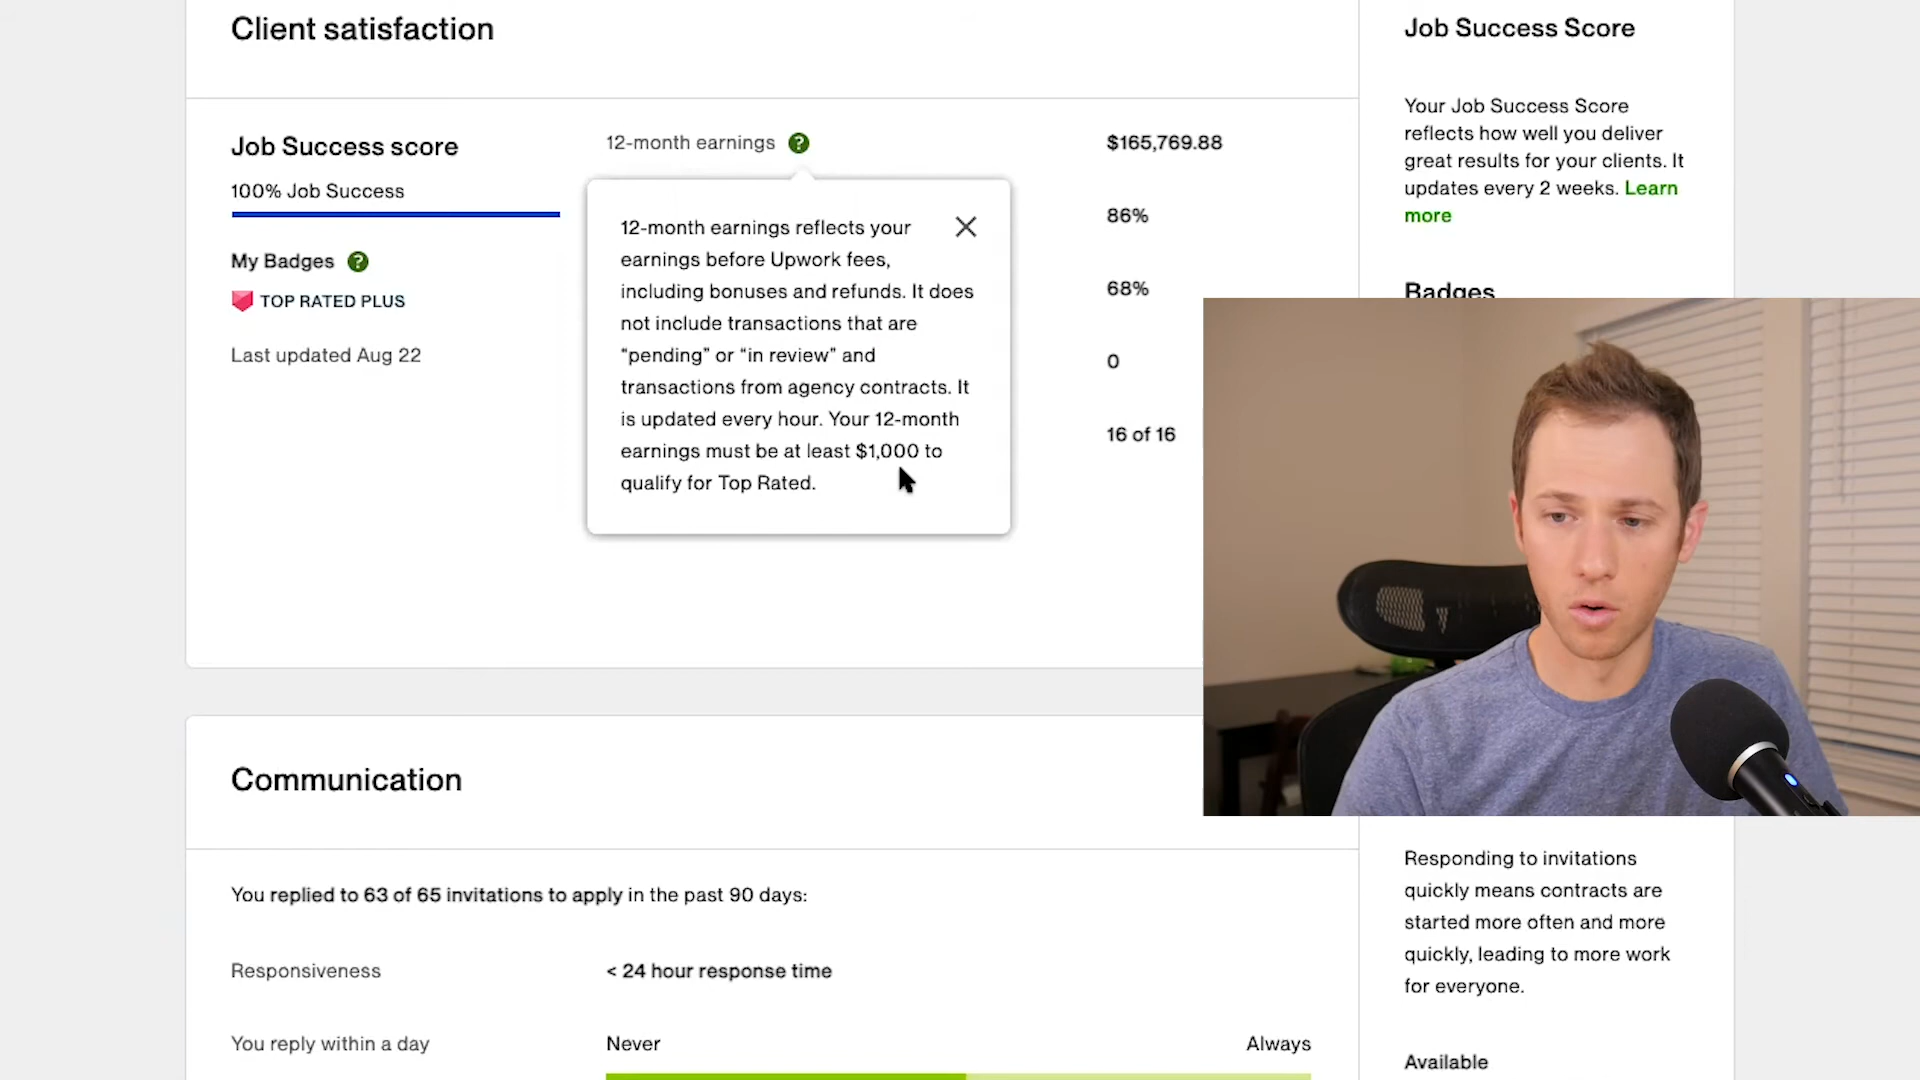 Client satisfaction
Job Success score
100% Job Success
My Badges ?
TOP RATED PLUS
Last updated Aug 22
12-month earnings ?
$165,769.88
12-month earnings reflects your
earnings before Upwork fees,
including bonuses and refunds. It does
not include transactions that are
“pending” or “in review” and
transactions from agency contracts. It
is updated every hour. Your 12-month
earnings must be at least $1,000 to
qualify for Top Rated.
86%
68%
0
16 of 16
Job Success Score
Your Job Success Score
reflects how well you deliver
great results for your clients. It
updates every 2 weeks. Learn
more
Badges
Communication
You replied to 63 of 65 invitations to apply in the past 90 days:
Responsiveness
< 24 hour response time
You reply within a day
Never
Always
Responding to invitations
quickly means contracts are
started more often and more
quickly, leading to more work
for everyone.
Available